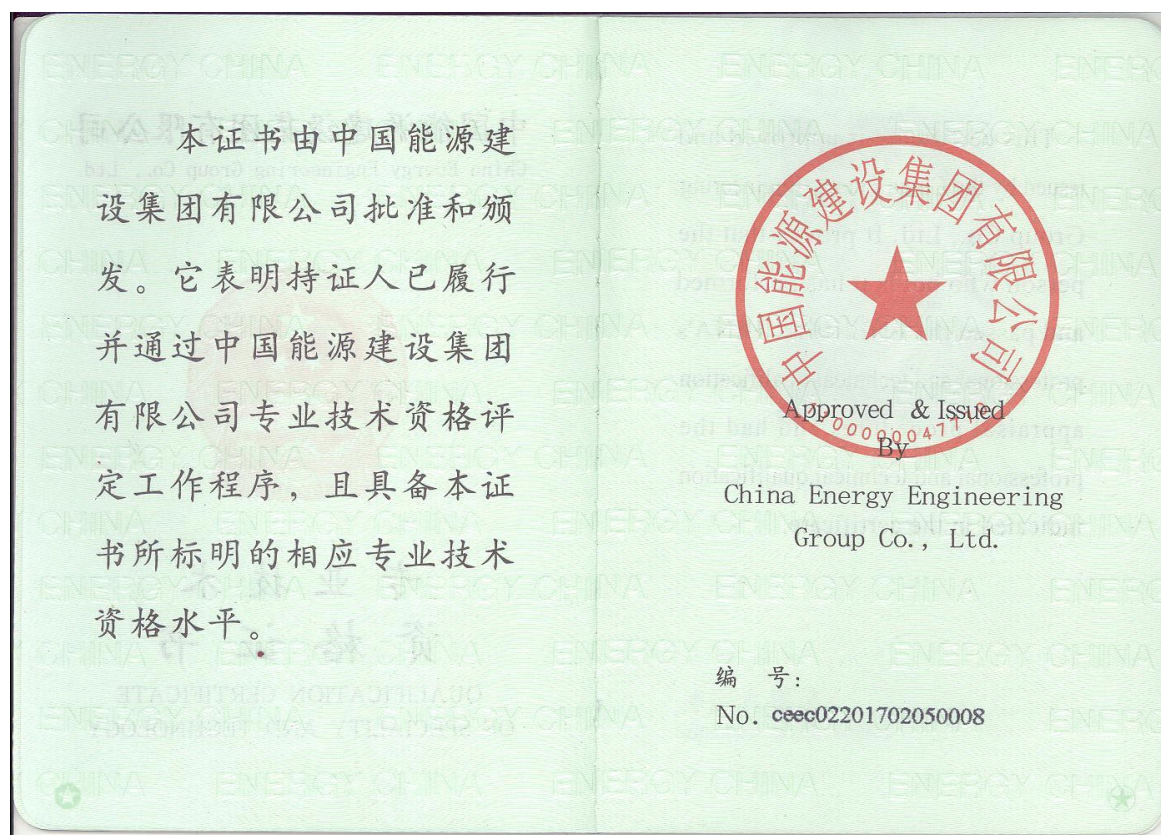 本证书由中国能源建
设集团有限公司批准和颁
发。它表明持证人已履行
并通过中国能源建设集团
有限公司专业技术资格评
定工作程序，且具备本证
书所标明的相应专业技术
资格水平。
中国能源建设集团有限公司
Approved & Issued
By
China Energy Engineering
Group Co., Ltd.
编 号:
No. ceec02201702050008
ENERGY CHINA